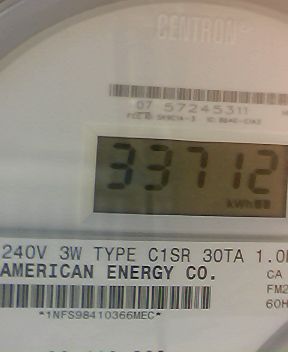 CENTRON
07 57245311
33712
kWh
240V 3W TYPE C1SR 30TA 1.0
AMERICAN ENERGY CO.
CA
FM2
60H
*1NFS98410366MEC*